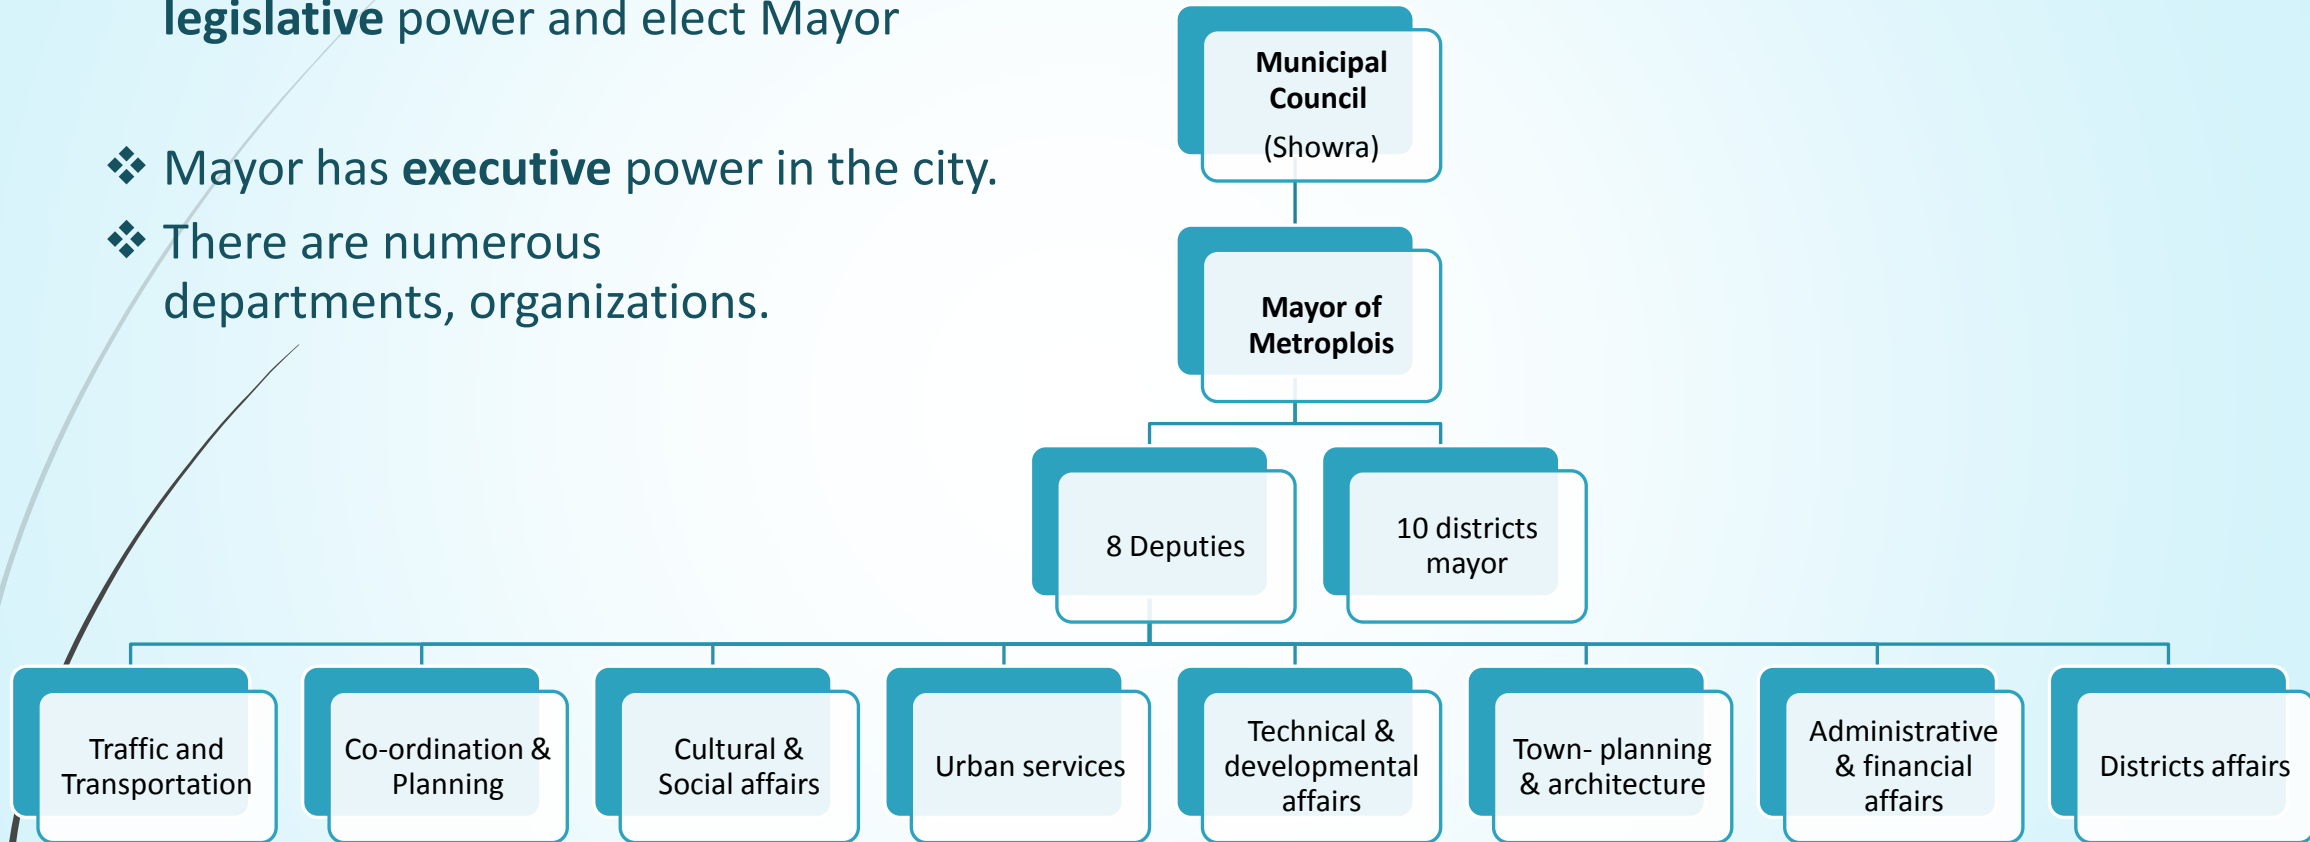 legislative power and elect Mayor
❖ Mayor has executive power in the city.
❖ There are numerous
departments, organizations.
Municipal
Council
(Showra)
Mayor of
Metroplois
8 Deputies
10 districts
mayor
Traffic and
Transportation
Co-ordination &
Planning
Cultural &
Social affairs
Urban services
Technical &
developmental
affairs
Town- planning
& architecture
Administrative
& financial
affairs
Districts affairs